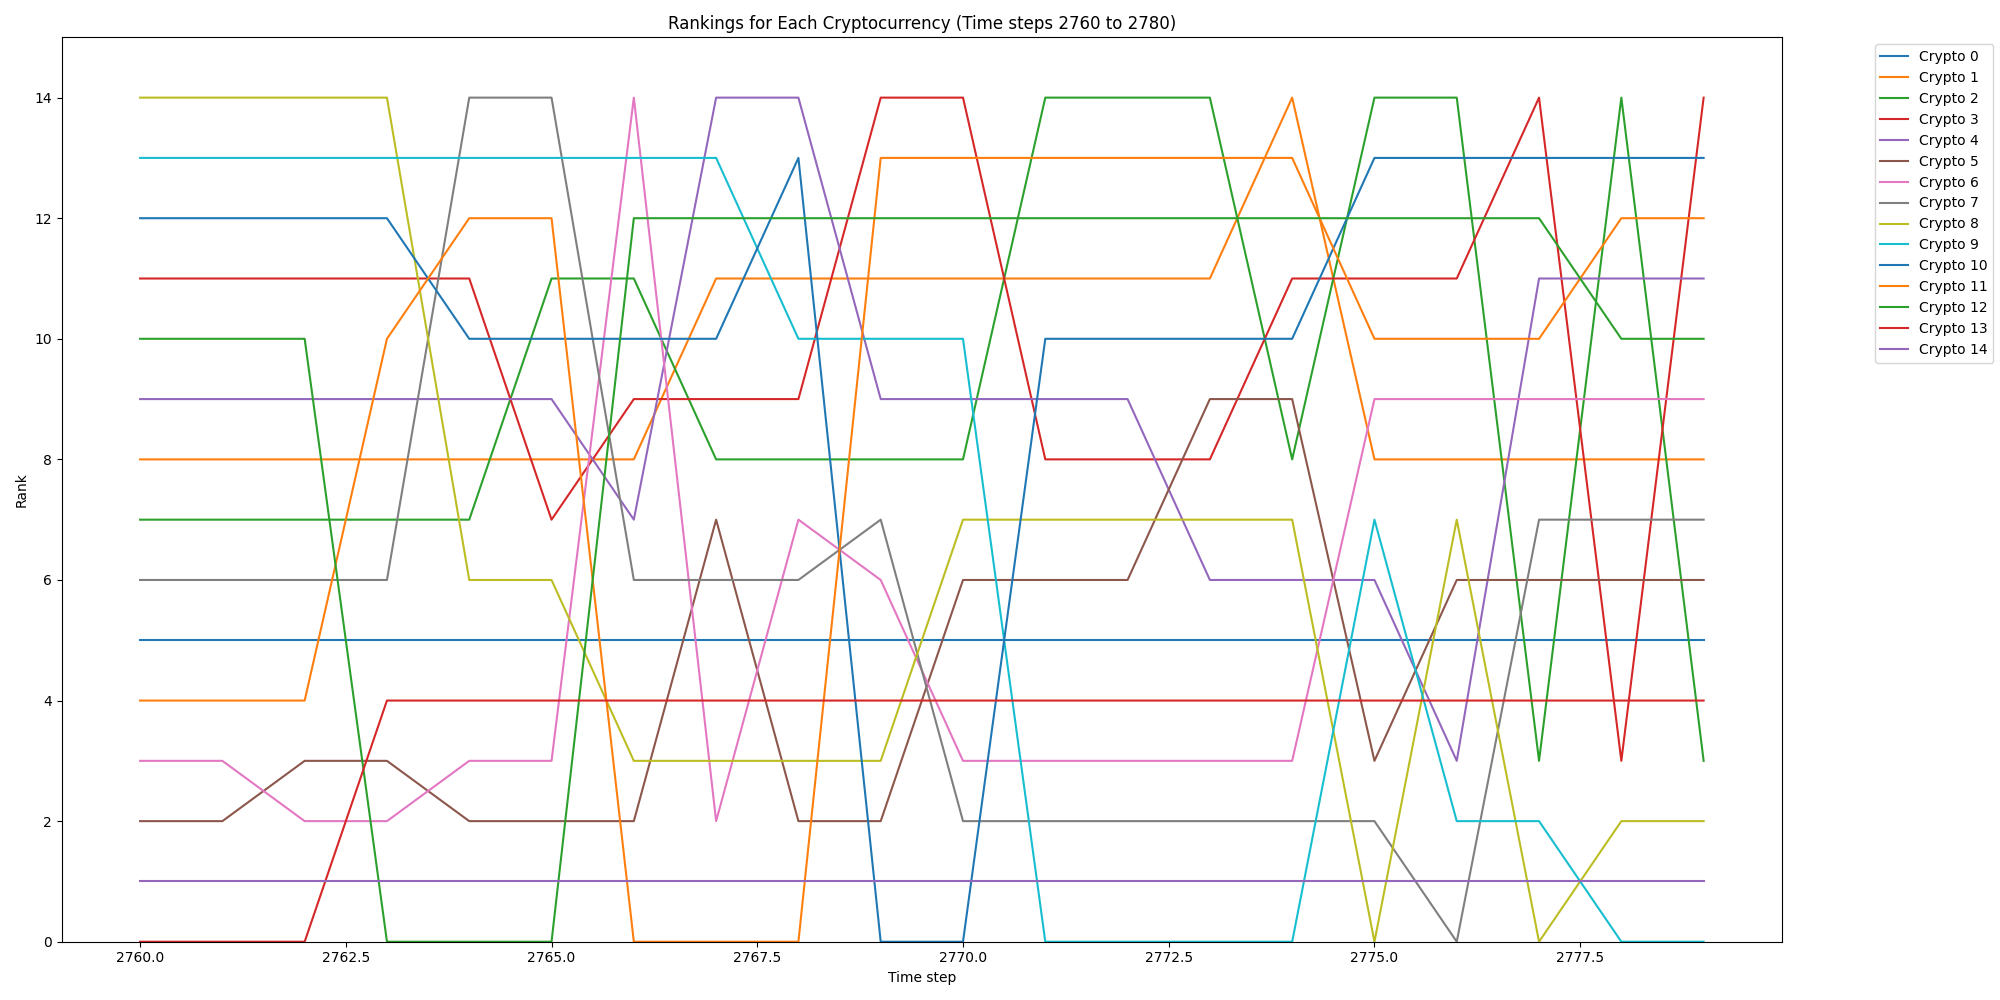 Rankings for Each Cryptocurrency (Time steps 2760 to 2780)
Rank
14
12
10
8
6
4
2
0
2760.0 2762.5 2765.0 2767.5 2770.0 2772.5 2775.0 2777.5
Time step
Crypto 0
Crypto 1
Crypto 2
Crypto 3
Crypto 4
Crypto 5
Crypto 6
Crypto 7
Crypto 8
Crypto 9
Crypto 10
Crypto 11
Crypto 12
Crypto 13
Crypto 14